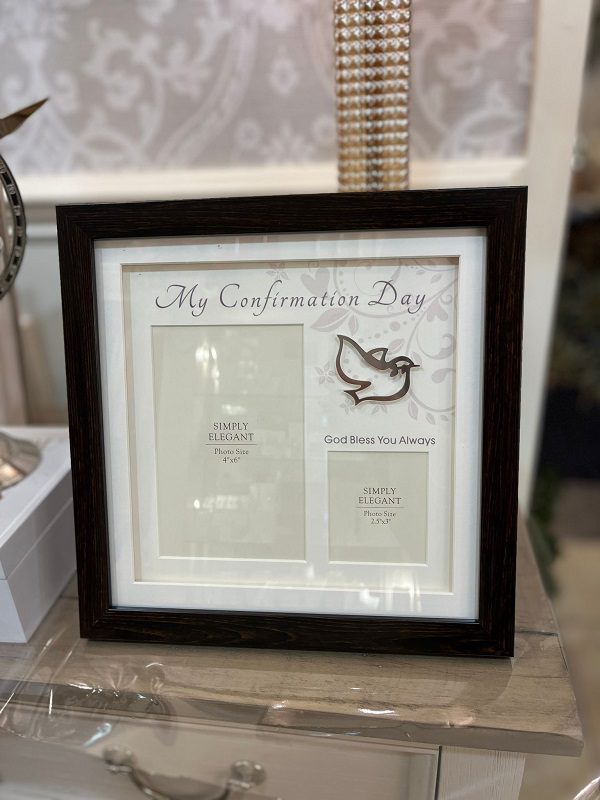 My Confirmation Day
SIMPLY
ELEGANT
Photo Size
4"x6"
God Bless You Always
SIMPLY
ELEGANT
Photo Size
2.5"x3"